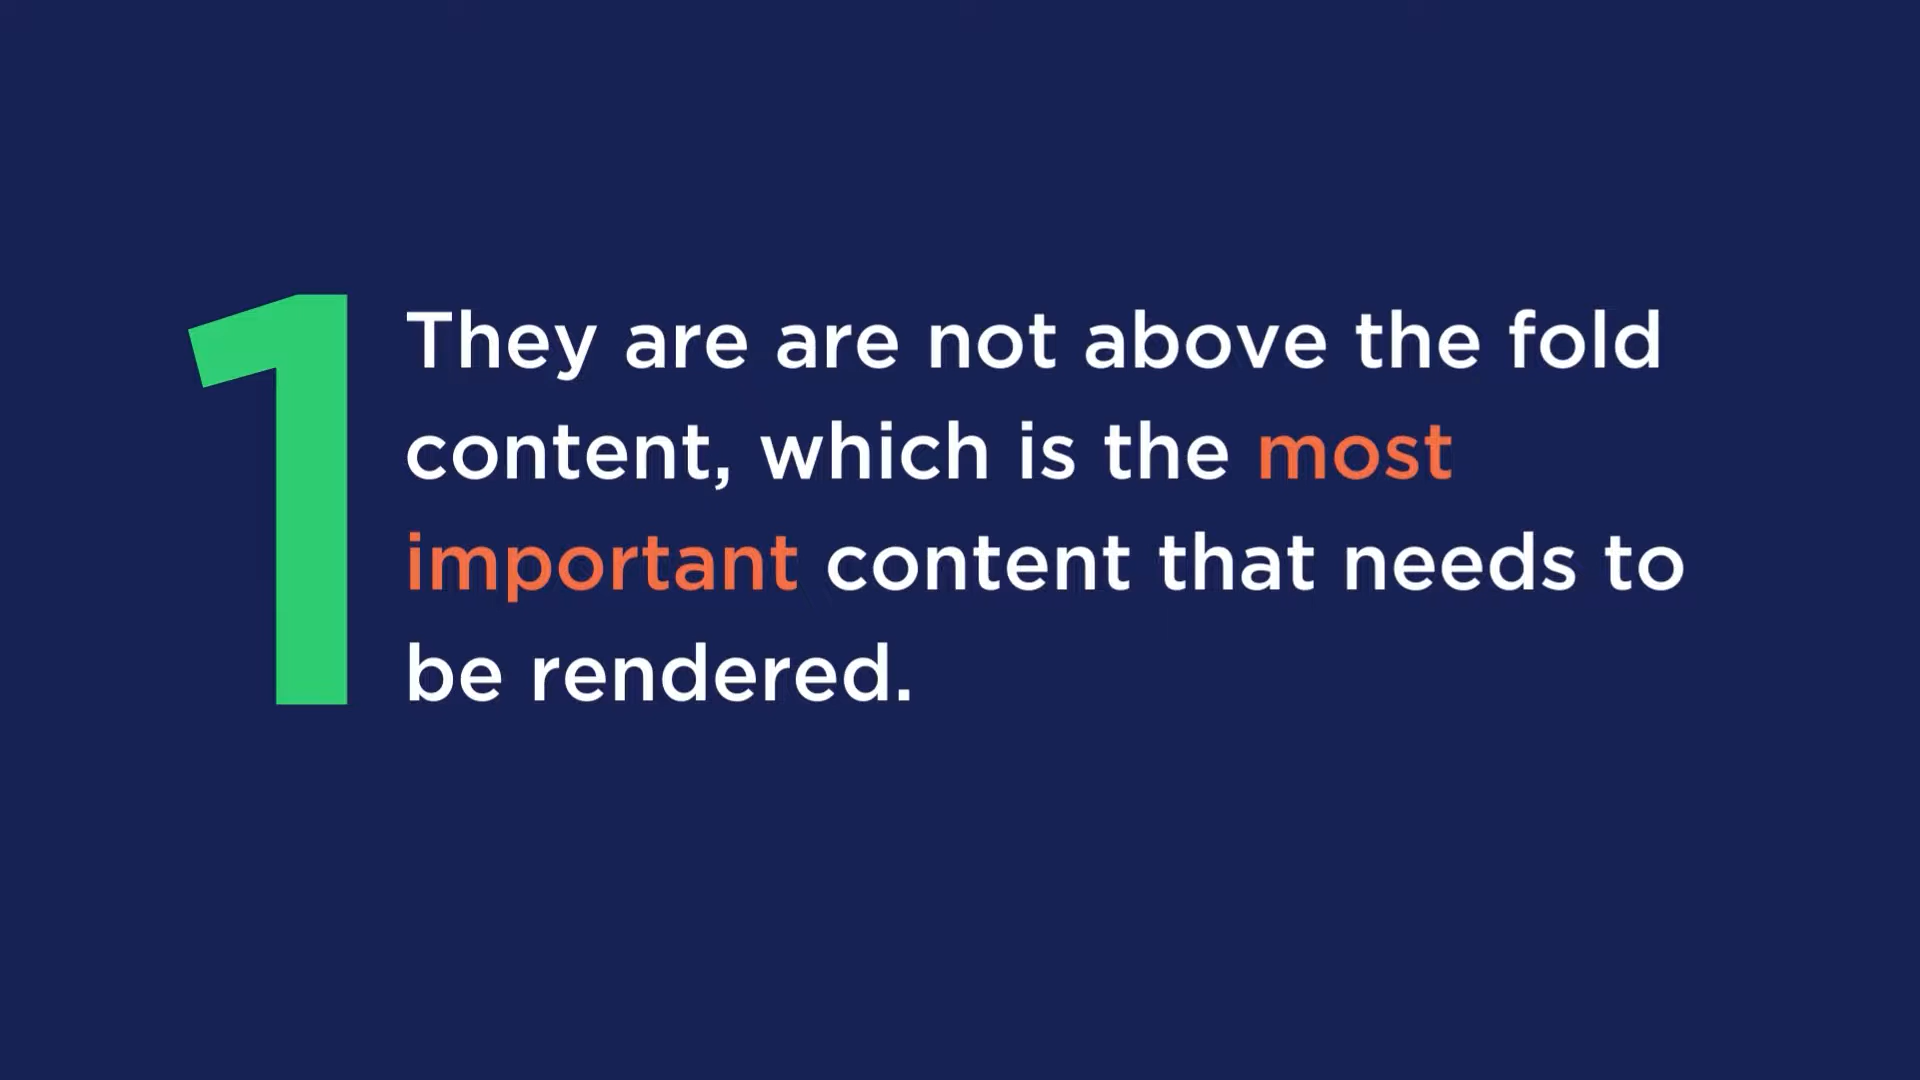 1
They are are not above the fold
content, which is the most
important content that needs to
be rendered.